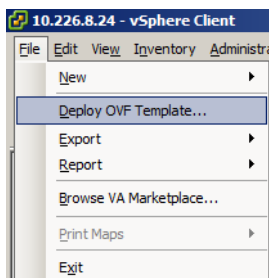 10.226.8.24 - vSphere Client
File Edit View Inventory Administra
New
Deploy OVF Template...
Export
Report
Browse VA Marketplace...
Print Maps
Exit